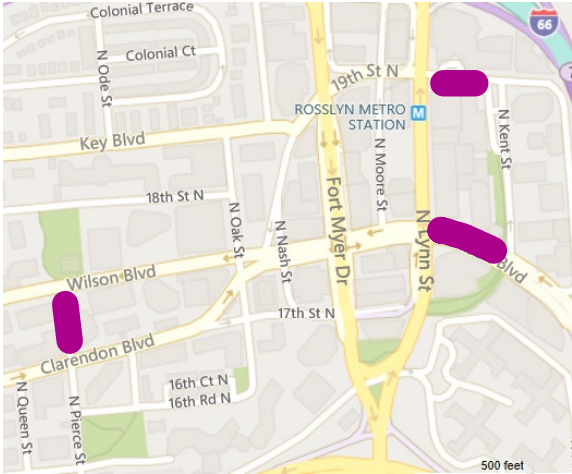 Colonial Terrace
66
Colonial Ct
N Ode St
19th St N
ROSSLYN METRO
STATION
M
Key Blvd
N Moore St
N Kent St
18th St N
Fort Myer Dr
N Oak St
N Nash St
N Lynn St
Wilson Blvd
Blvd
17th St N
Clarendon Blvd
16th Ct N
16th Rd N
N Queen St
N Pierce St
500 feet